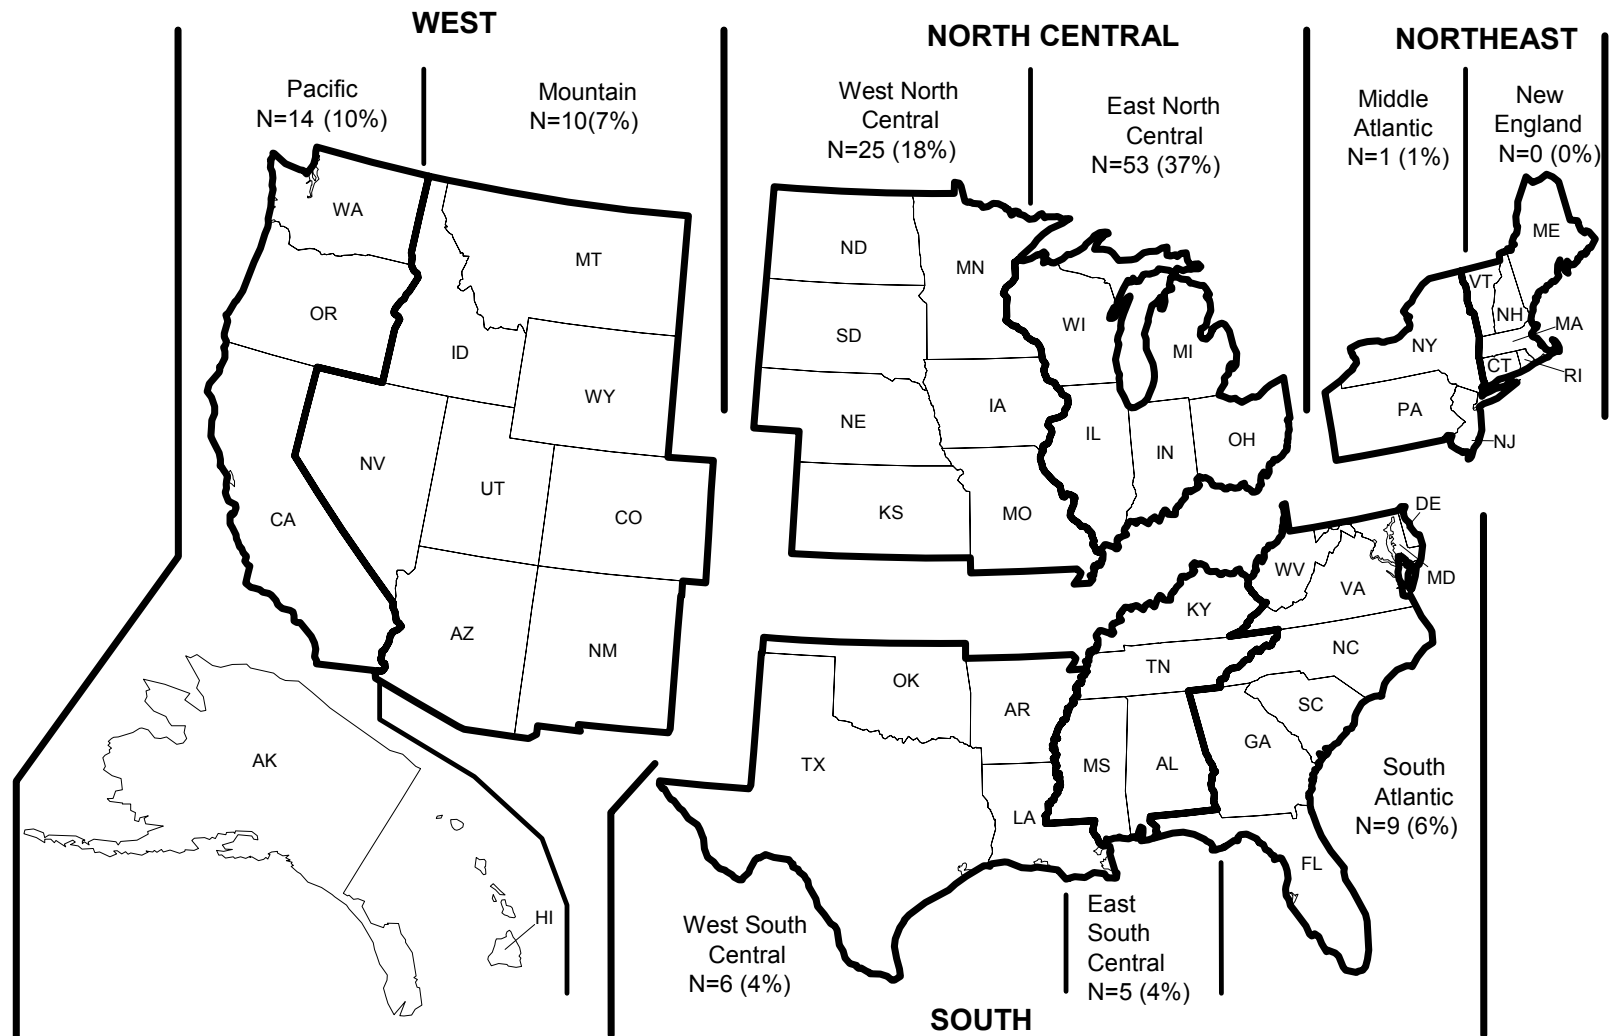 WEST
NORTH CENTRAL
NORTHEAST
Pacific
N=14 (10%)
Mountain
N=10(7%)
West North
Central
N=25 (18%)
East North
Central
N=53 (37%)
Middle
Atlantic
N=1 (1%)
New
England
N=0 (0%)
WA
OR
CA
NV
ID
MT
WY
UT
CO
AZ
NM
AK
HI
ND
SD
NE
KS
MN
IA
MO
WI
MI
IL
IN
OH
ME
VT
NH
MA
NY
CT
RI
PA
NJ
DE
MD
WV
VA
KY
NC
TN
SC
GA
OK
AR
TX
LA
MS
AL
FL
South
Atlantic
N=9 (6%)
West South
Central
N=6 (4%)
East
South
Central
N=5 (4%)
SOUTH